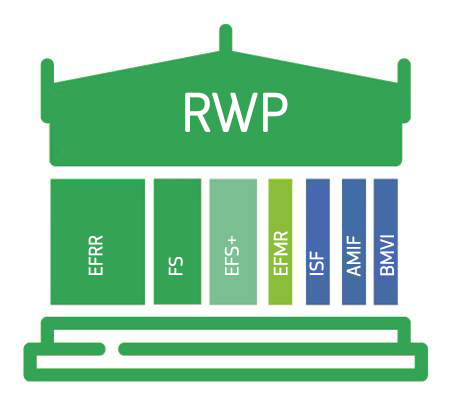 RWP
EFRR
FS
EFS+
EFMR
ISF
AMIF
BMVI